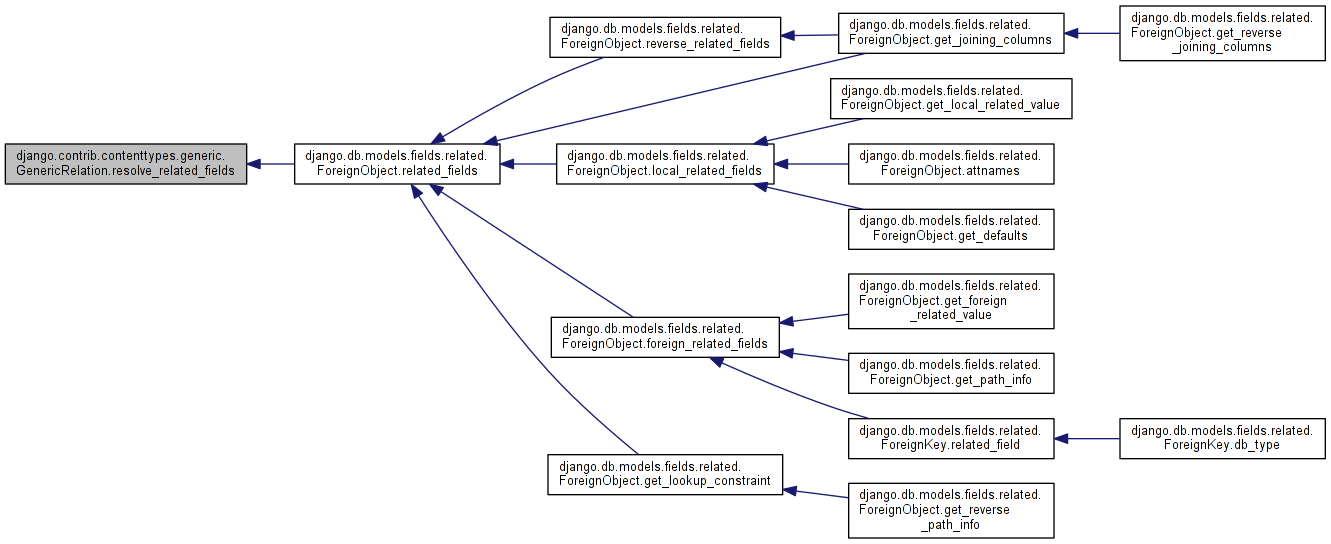 django.contrib.contenttypes.generic.
GenericRelation.resolve_related_fields
django.db.models.fields.related.
ForeignObject.related_fields
django.db.models.fields.related.
ForeignObject.reverse_related_fields
django.db.models.fields.related.
ForeignObject.get_joining_columns
django.db.models.fields.related.
ForeignObject.get_reverse
_joining_columns
django.db.models.fields.related.
ForeignObject.local_related_fields
django.db.models.fields.related.
ForeignObject.get_local_related_value
django.db.models.fields.related.
ForeignObject.attnames
django.db.models.fields.related.
ForeignObject.get_defaults
django.db.models.fields.related.
ForeignObject.foreign_related_fields
django.db.models.fields.related.
ForeignObject.get_foreign
_related_value
django.db.models.fields.related.
ForeignObject.get_path_info
django.db.models.fields.related.
ForeignKey.related_field
django.db.models.fields.related.
ForeignKey.db_type
django.db.models.fields.related.
ForeignObject.get_lookup_constraint
django.db.models.fields.related.
ForeignObject.get_reverse
_path_info